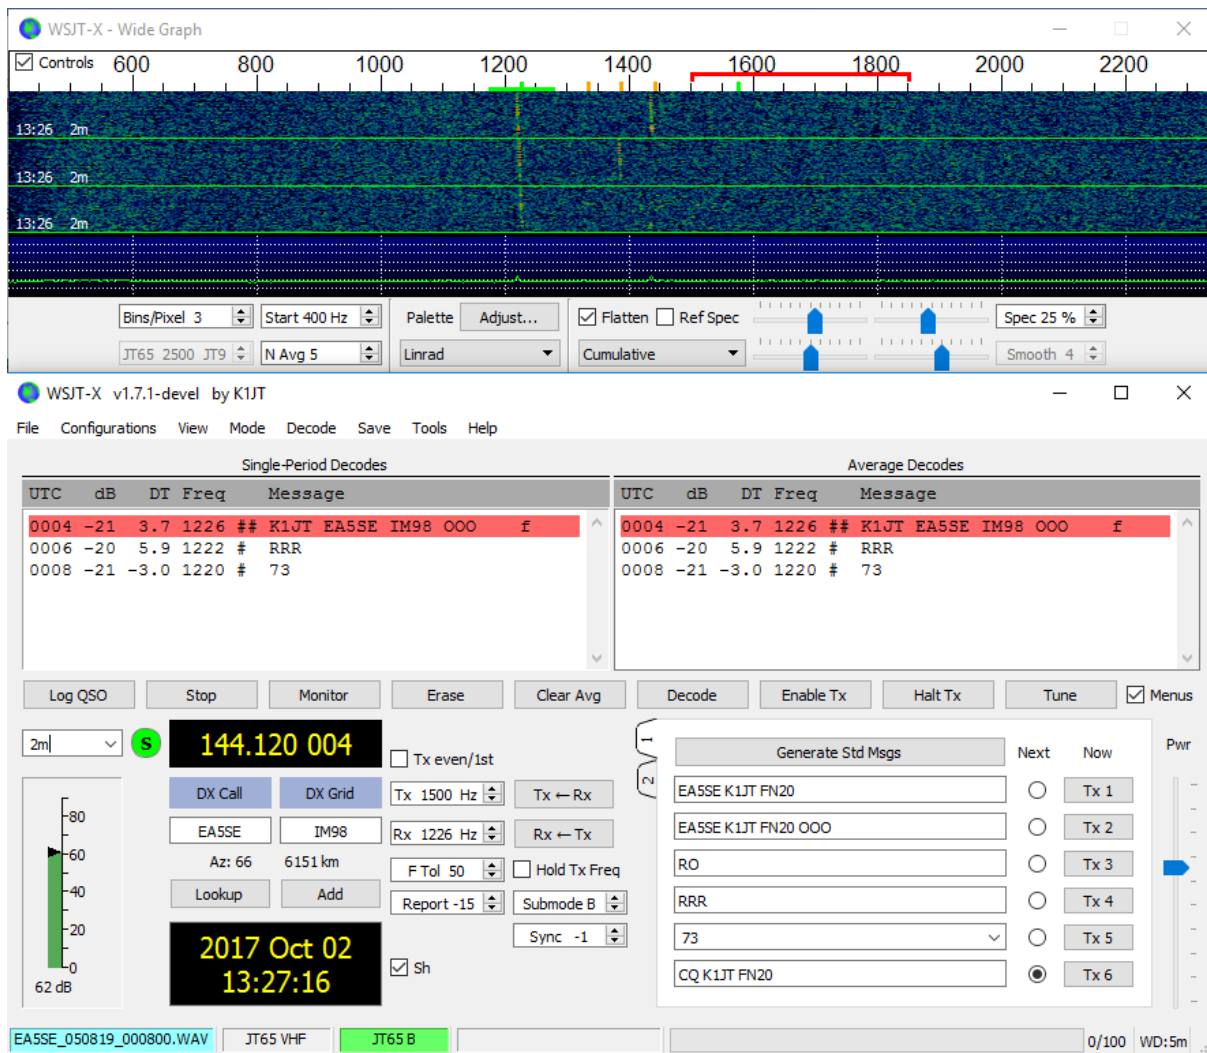 WSJT-X - Wide Graph
Controls 600 800 1000 1200 1400 1600 1800 2000 2200
13:26 2m
13:26 2m
13:26 2m
Bins/Pixel 3 Start 400 Hz Palette Adjust... Flatten Ref Spec Spec 25 %
JT65 2500 JT9 N Avg 5 Linrad Cumulative Smooth 4
WSJT-X v1.7.1-devel by K1JT
File Configurations View Mode Decode Save Tools Help
Single-Period Decodes Average Decodes
UTC dB DT Freq Message UTC dB DT Freq Message
0004 -21 3.7 1226 ## K1JT EA5SE IM98 OOO f 0004 -21 3.7 1226 ## K1JT EA5SE IM98 OOO f
0006 -20 5.9 1222 # RRR 0006 -20 5.9 1222 # RRR
0008 -21 -3.0 1220 # 73 0008 -21 -3.0 1220 # 73
Log QSO Stop Monitor Erase Clear Avg Decode Enable Tx Halt Tx Tune Menus
2m S 144.120 004 Tx even/1st 1 Generate Std Msgs Next Now Pwr
DX Call DX Grid Tx 1500 Hz Tx ← Rx 2 EA5SE K1JT FN20 Tx 1
-80 EA5SE IM98 Rx 1226 Hz Rx ← Tx EA5SE K1JT FN20 OOO Tx 2
-60 Az: 66 6151 km F Tol 50 Hold Tx Freq RO Tx 3
-40 Lookup Add Report -15 Submode B RRR Tx 4
-20 2017 Oct 02 Sync -1 73 Tx 5
-0 13:27:16 Sh CQ K1JT FN20 Tx 6
62 dB
EA5SE_050819_000800.WAV JT65 VHF JT65 B 0/100 WD:5m